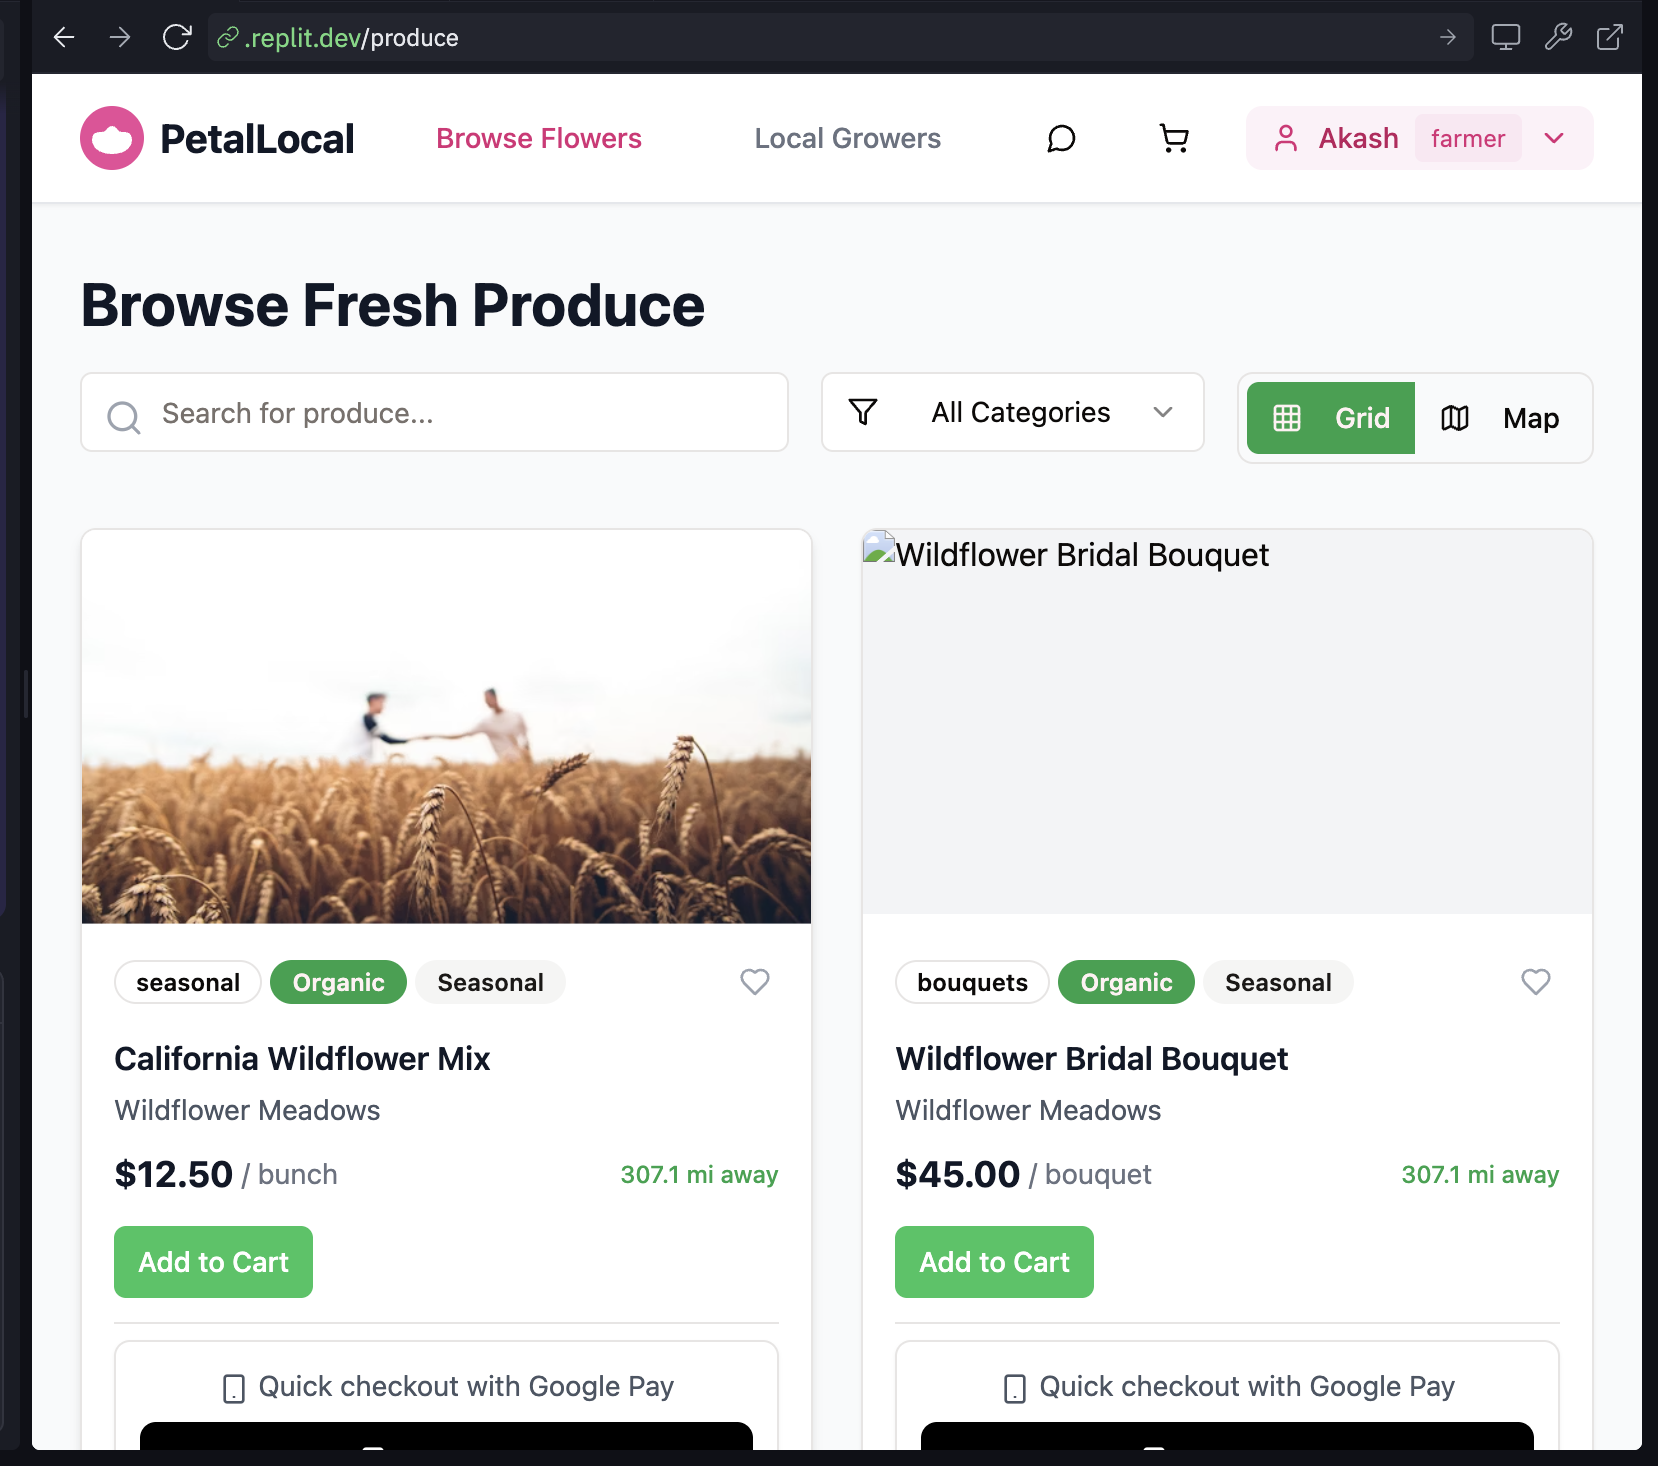 .replit.dev/produce
PetalLocal
Browse Flowers
Local Growers
Akash
farmer
Browse Fresh Produce
Search for produce...
All Categories
Grid
Map
Wildflower Bridal Bouquet
seasonal
Organic
Seasonal
California Wildflower Mix
Wildflower Meadows
$12.50 / bunch
307.1 mi away
Add to Cart
Quick checkout with Google Pay
bouquets
Organic
Seasonal
Wildflower Bridal Bouquet
Wildflower Meadows
$45.00 / bouquet
307.1 mi away
Add to Cart
Quick checkout with Google Pay